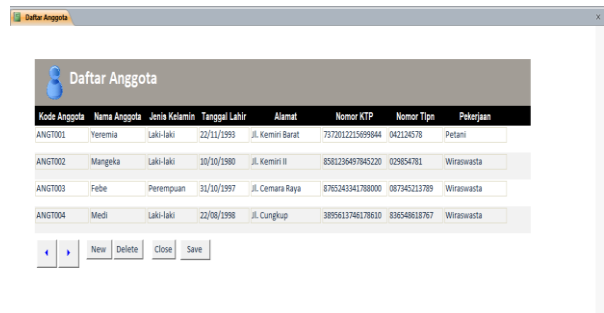 Daftar Anggota
Daftar Anggota
Kode Anggota Nama Anggota Jenis Kelamin Tanggal Lahir Alamat Nomor KTP Nomor Tlpn Pekerjaan
ANGT001 Yeremia Laki-laki 22/11/1993 Jl. Kemiri Barat 7372012215699844 042124578 Petani
ANGT002 Mangeka Laki-laki 10/10/1980 Jl. Kemiri II 8581236497845220 029854781 Wiraswasta
ANGT003 Febe Perempuan 31/10/1997 Jl. Cemara Raya 8765243341788000 087345213789 Wiraswasta
ANGT004 Medi Laki-laki 22/08/1998 Jl. Cungkup 3895613746178610 836548618767 Wiraswasta
New Delete Close Save